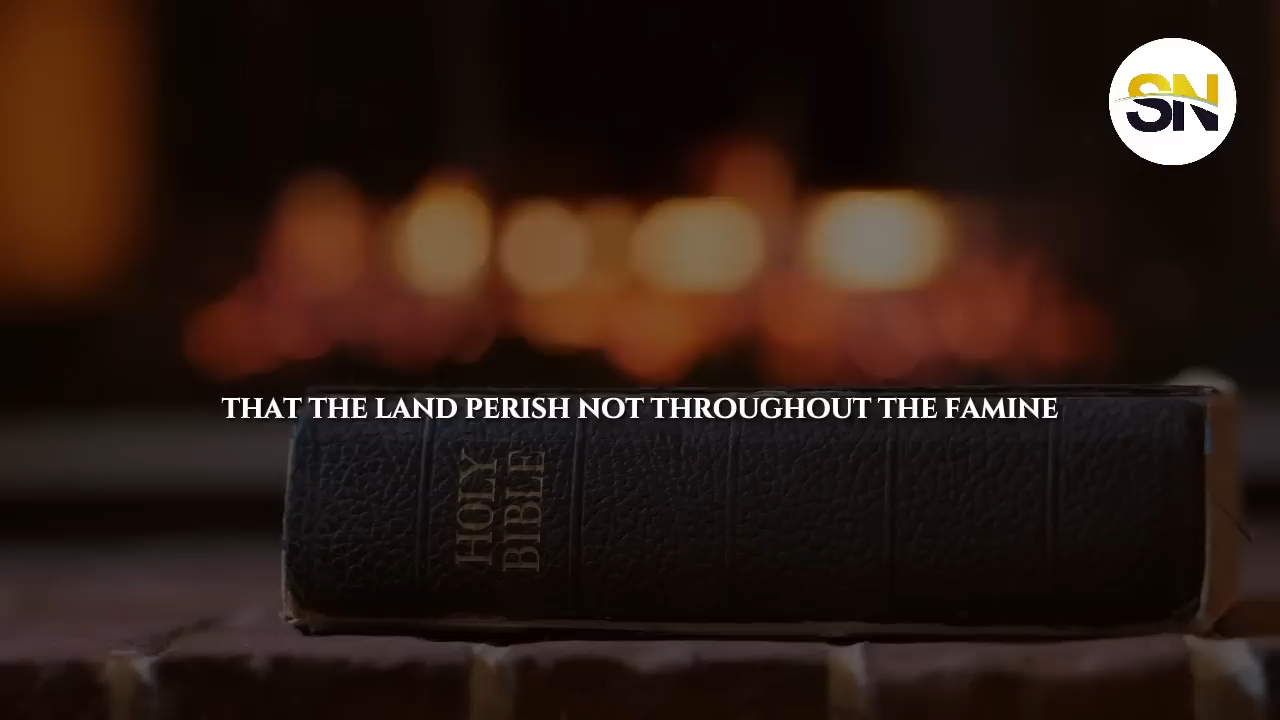 SN
THAT THE LAND PERISH NOT THROUGHOUT THE FAMINE
HOLY
BIBLE